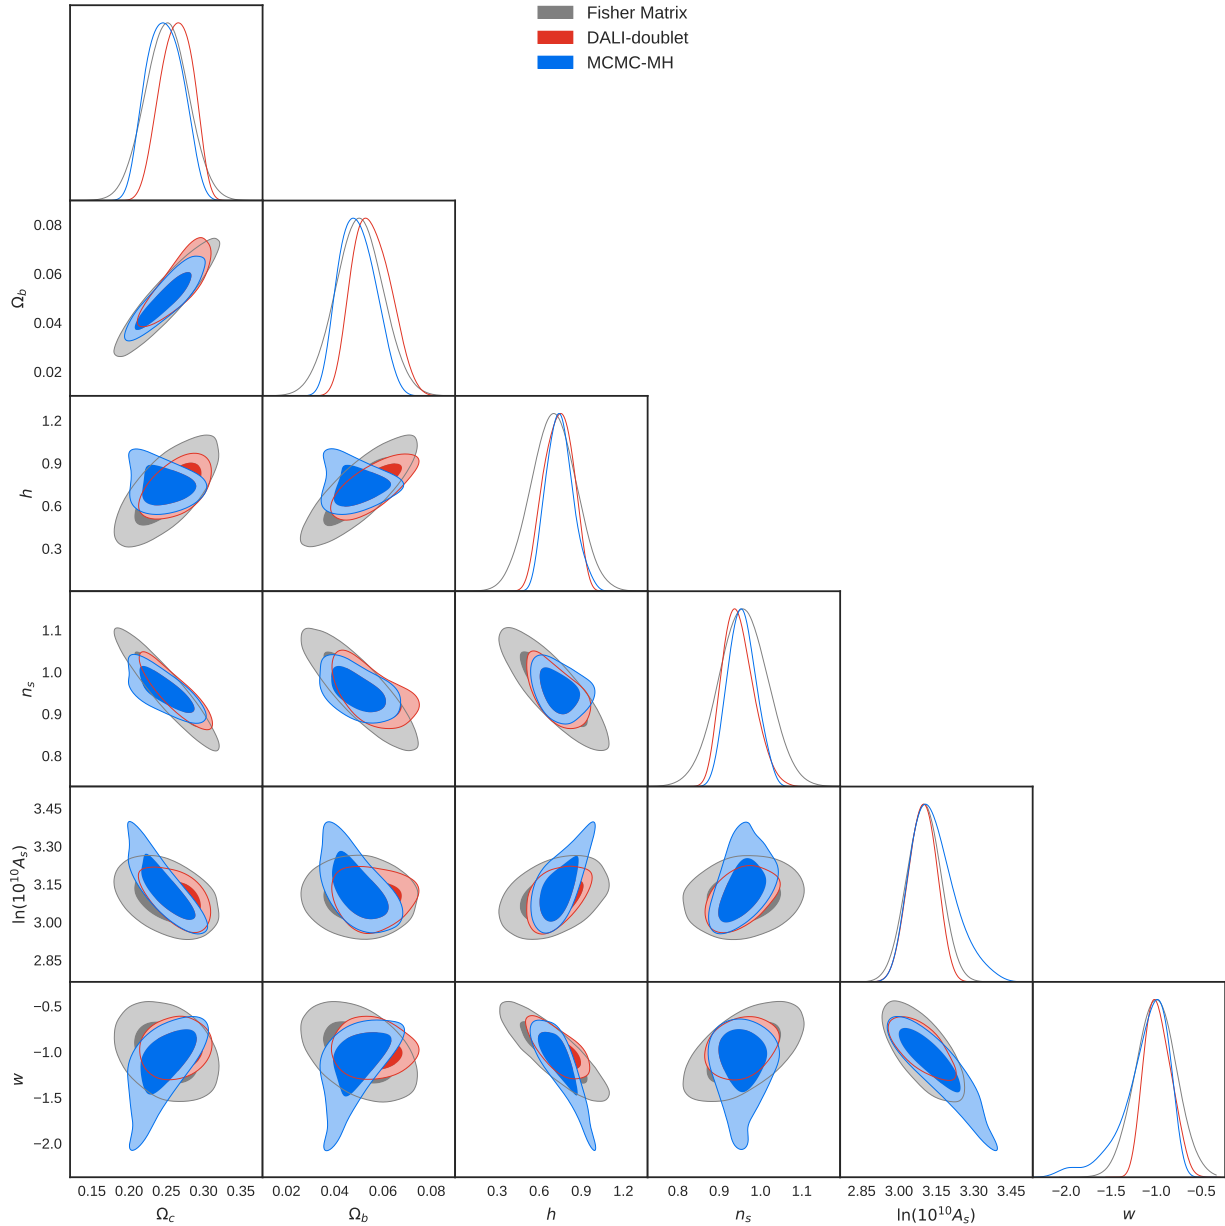 Fisher Matrix
DALI-doublet
MCMC-MH
0.08
0.06
0.04
0.02
Ω_b
1.2
0.9
0.6
0.3
h
1.1
1.0
0.9
0.8
n_s
3.45
3.30
3.15
3.00
2.85
ln(10^10 A_s)
−0.5
−1.0
−1.5
−2.0
w
0.15 0.20 0.25 0.30 0.35
0.02 0.04 0.06 0.08
0.3 0.6 0.9 1.2
0.8 0.9 1.0 1.1
2.85 3.00 3.15 3.30 3.45
−2.0 −1.5 −1.0 −0.5
Ω_c
Ω_b
h
n_s
ln(10^10 A_s)
w